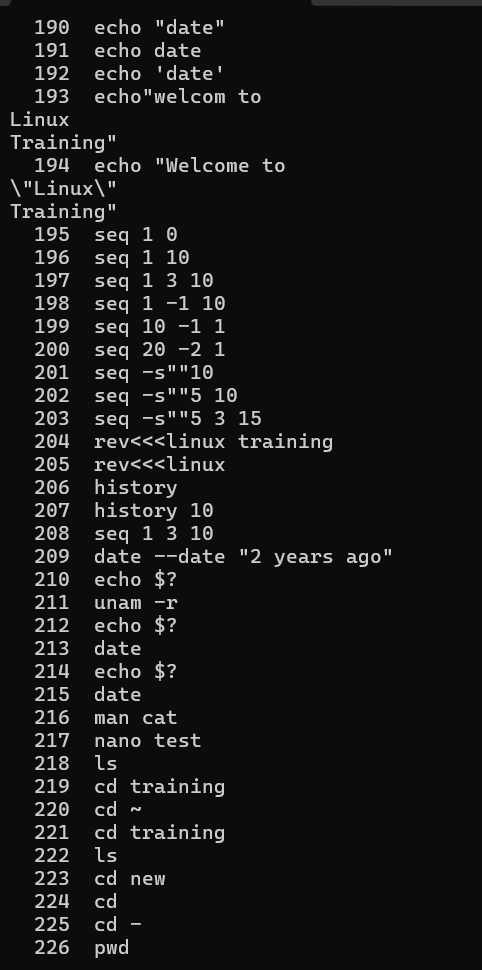 190 echo "date"
191 echo date
192 echo 'date'
193 echo"welcom to
Linux
Training"
194 echo "Welcome to
\"Linux\"
Training"
195 seq 1 0
196 seq 1 10
197 seq 1 3 10
198 seq 1 -1 10
199 seq 10 -1 1
200 seq 20 -2 1
201 seq -s""10
202 seq -s""5 10
203 seq -s""5 3 15
204 rev<<<linux training
205 rev<<<linux
206 history
207 history 10
208 seq 1 3 10
209 date --date "2 years ago"
210 echo $?
211 unam -r
212 echo $?
213 date
214 echo $?
215 date
216 man cat
217 nano test
218 ls
219 cd training
220 cd ~
221 cd training
222 ls
223 cd new
224 cd
225 cd -
226 pwd